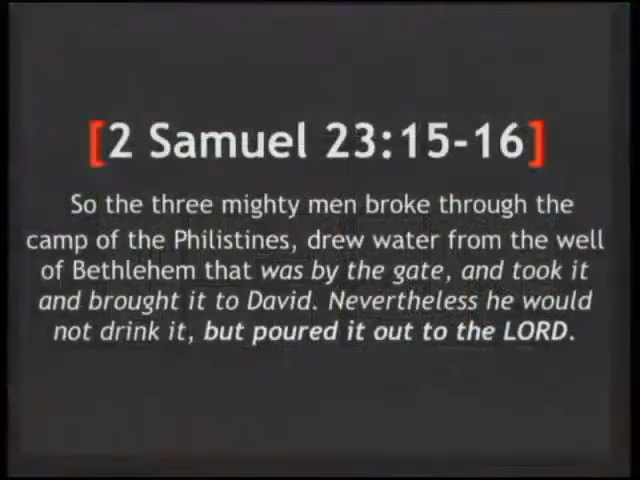 [2 Samuel 23:15-16]
So the three mighty men broke through the
camp of the Philistines, drew water from the well
of Bethlehem that was by the gate, and took it
and brought it to David. Nevertheless he would
not drink it, but poured it out to the LORD.